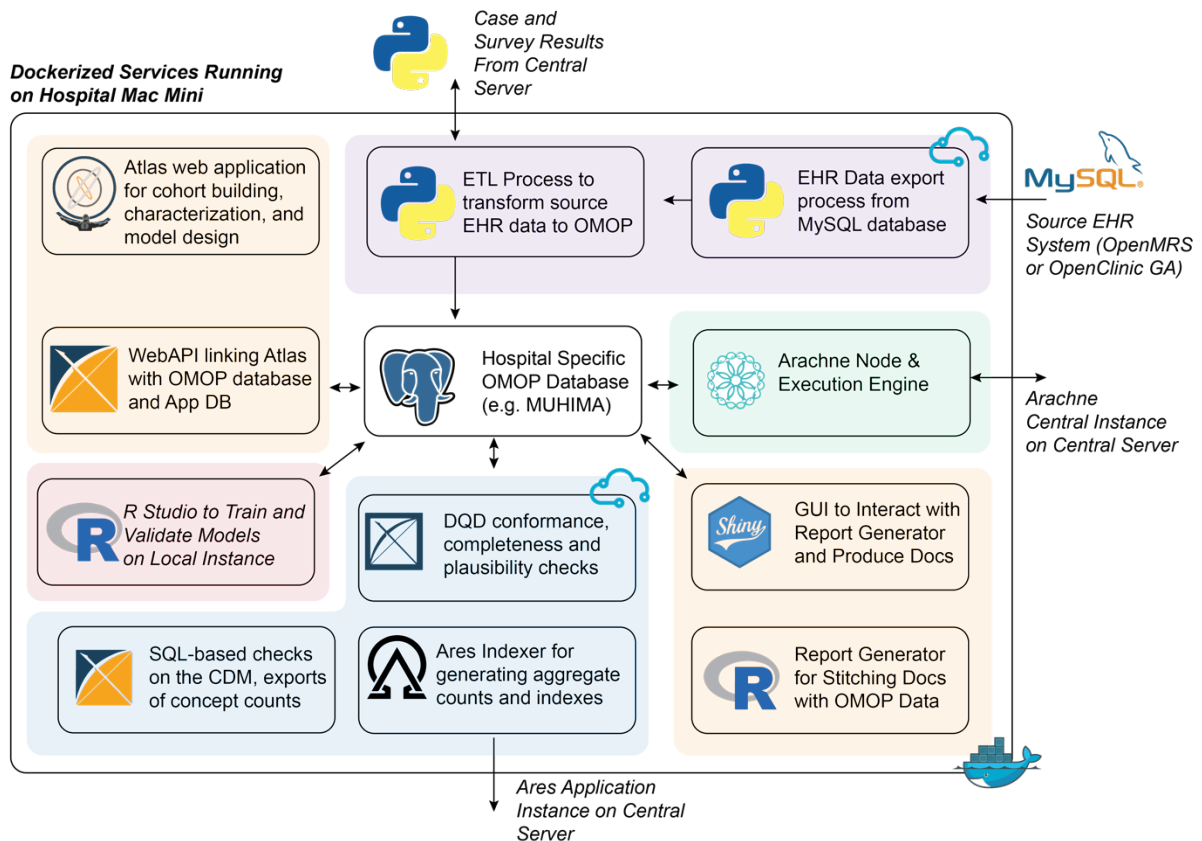 Case and
Survey Results
From Central
Server
Dockerized Services Running
on Hospital Mac Mini
Atlas web application
for cohort building,
characterization, and
model design
ETL Process to
transform source
EHR data to OMOP
EHR Data export
process from
MySQL database
MySQL®
Source EHR
System (OpenMRS
or OpenClinic GA)
WebAPI linking Atlas
with OMOP database
and App DB
Hospital Specific
OMOP Database
(e.g. MUHIMA)
Arachne Node &
Execution Engine
Arachne
Central Instance
on Central Server
R
R Studio to Train and
Validate Models
on Local Instance
DQD conformance,
completeness and
plausibility checks
Shiny
GUI to Interact with
Report Generator
and Produce Docs
SQL-based checks
on the CDM, exports
of concept counts
Ares Indexer for
generating aggregate
counts and indexes
R
Report Generator
for Stitching Docs
with OMOP Data
Ares Application
Instance on Central
Server